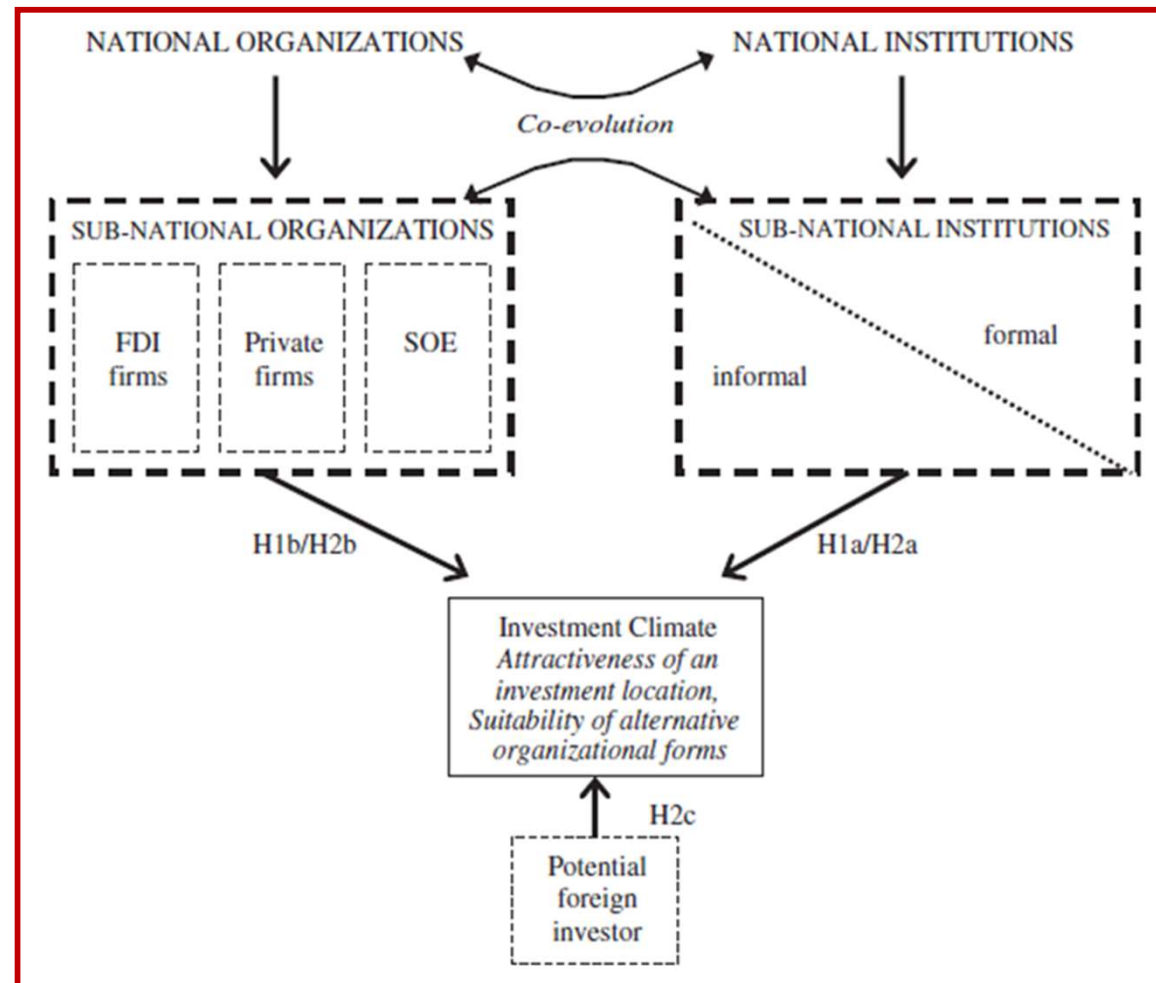 NATIONAL ORGANIZATIONS
NATIONAL INSTITUTIONS
Co-evolution
SUB-NATIONAL ORGANIZATIONS
FDI
firms
Private
firms
SOE
SUB-NATIONAL INSTITUTIONS
formal
informal
H1b/H2b
H1a/H2a
Investment Climate
Attractiveness of an
investment location,
Suitability of alternative
organizational forms
H2c
Potential
foreign
investor